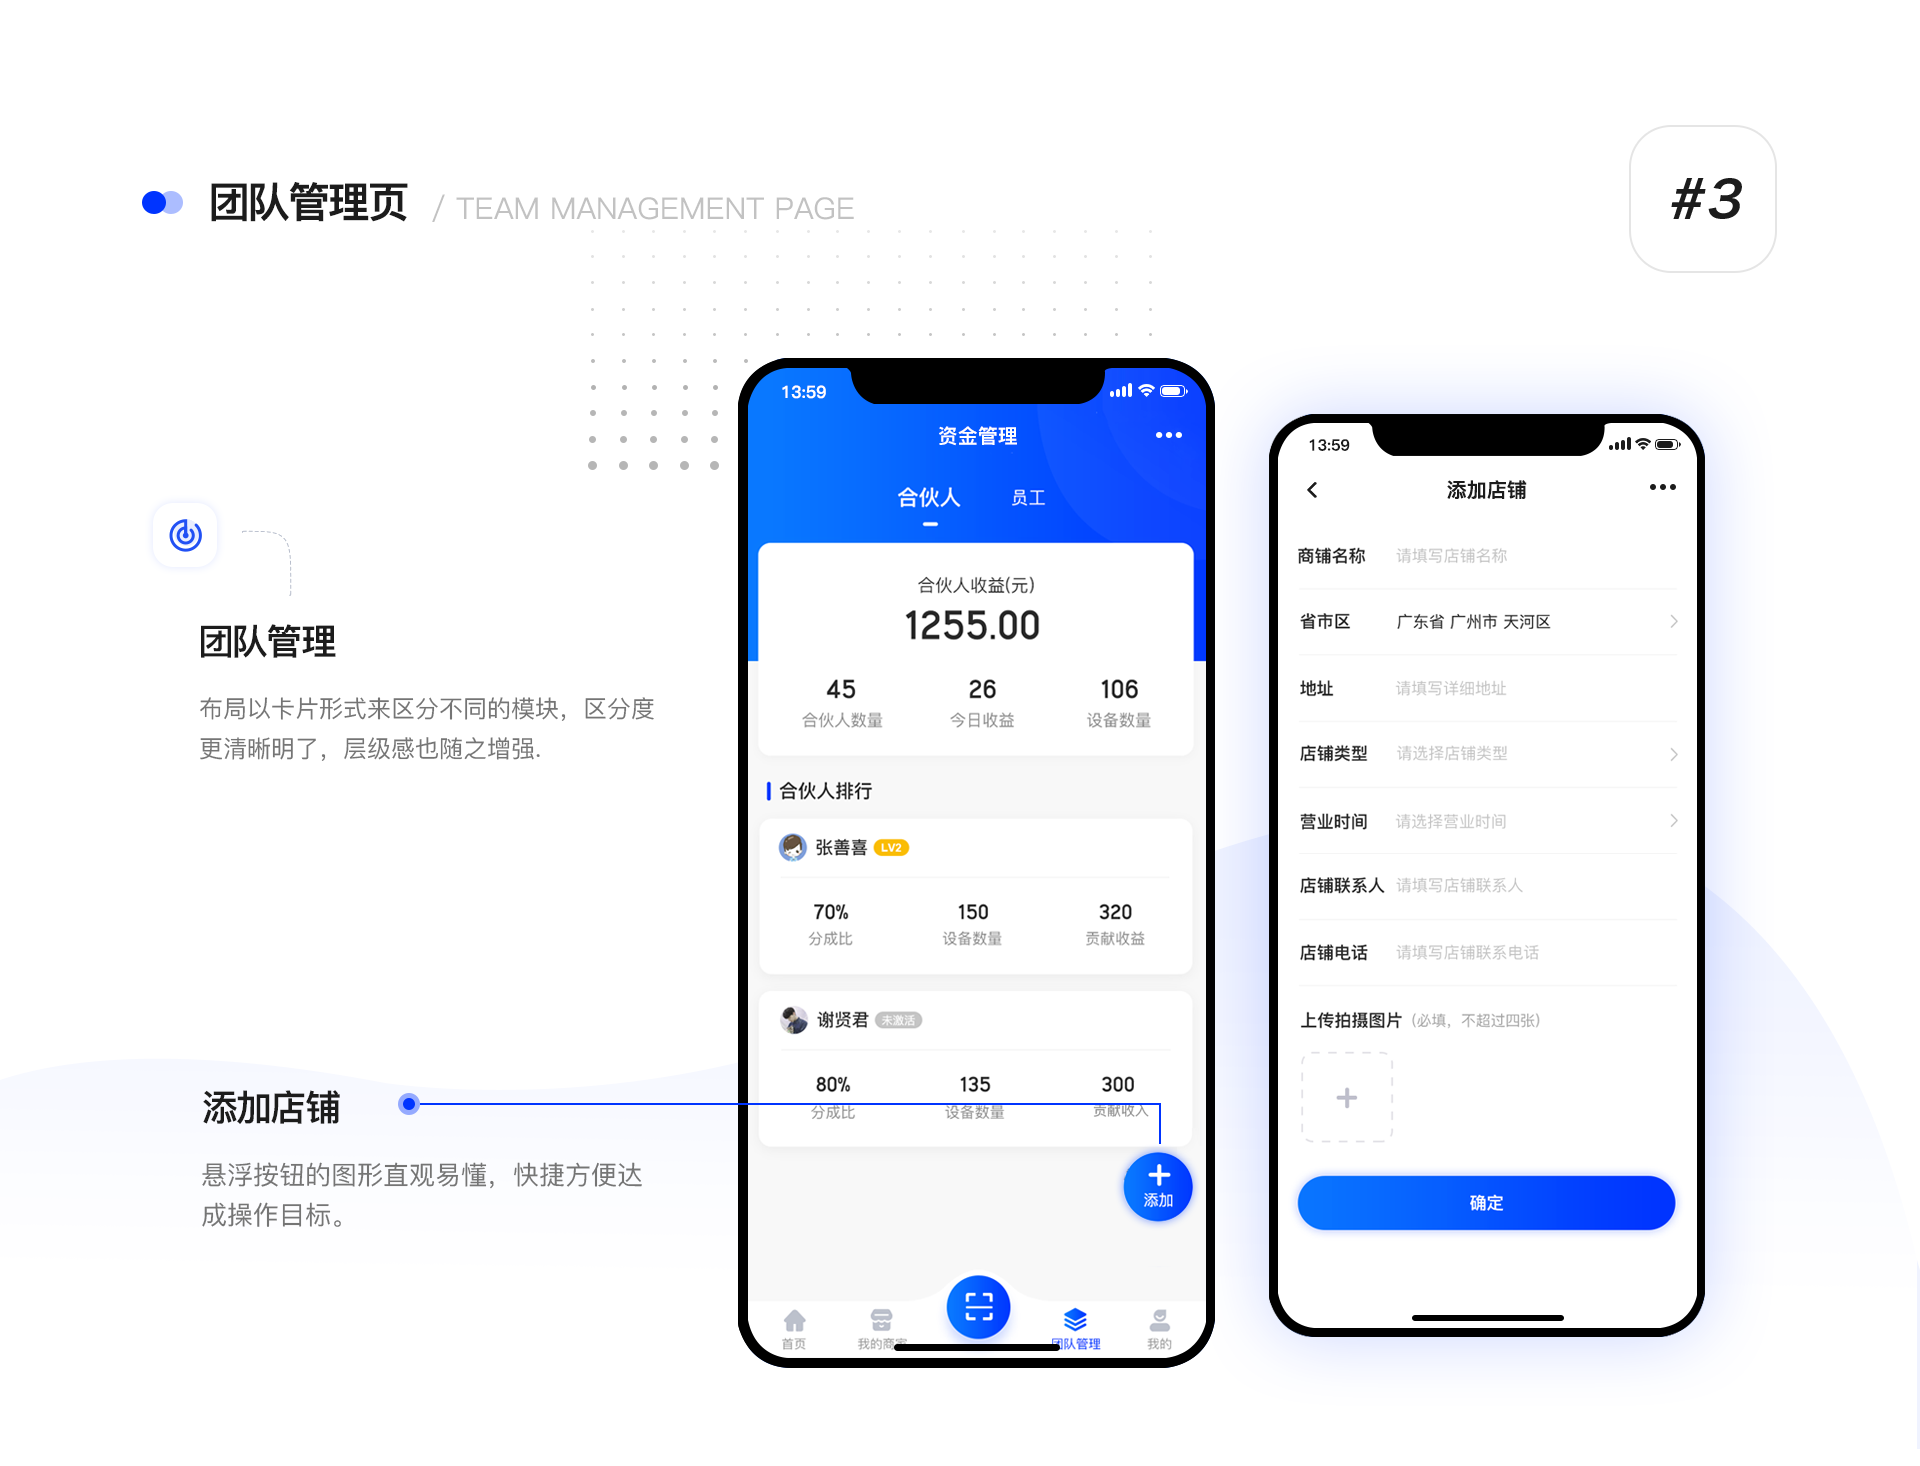 团队管理页 / TEAM MANAGEMENT PAGE
#3
团队管理
布局以卡片形式来区分不同的模块，区分度
更清晰明了，层级感也随之增强.
添加店铺
悬浮按钮的图形直观易懂，快捷方便达
成操作目标。
13:59
资金管理
合伙人 员工
合伙人收益(元)
1255.00
45 26 106
合伙人数量 今日收益 设备数量
合伙人排行
张善喜 LV2
70% 150 320
分成比 设备数量 贡献收益
谢贤君 未激活
80% 135 300
分成比 设备数量 贡献收入
添加
首页 我的商家 团队管理 我的
13:59
添加店铺
商铺名称 请填写店铺名称
省市区 广东省 广州市 天河区
地址 请填写详细地址
店铺类型 请选择店铺类型
营业时间 请选择营业时间
店铺联系人 请填写店铺联系人
店铺电话 请填写店铺联系电话
上传拍摄图片 (必填，不超过四张)
确定